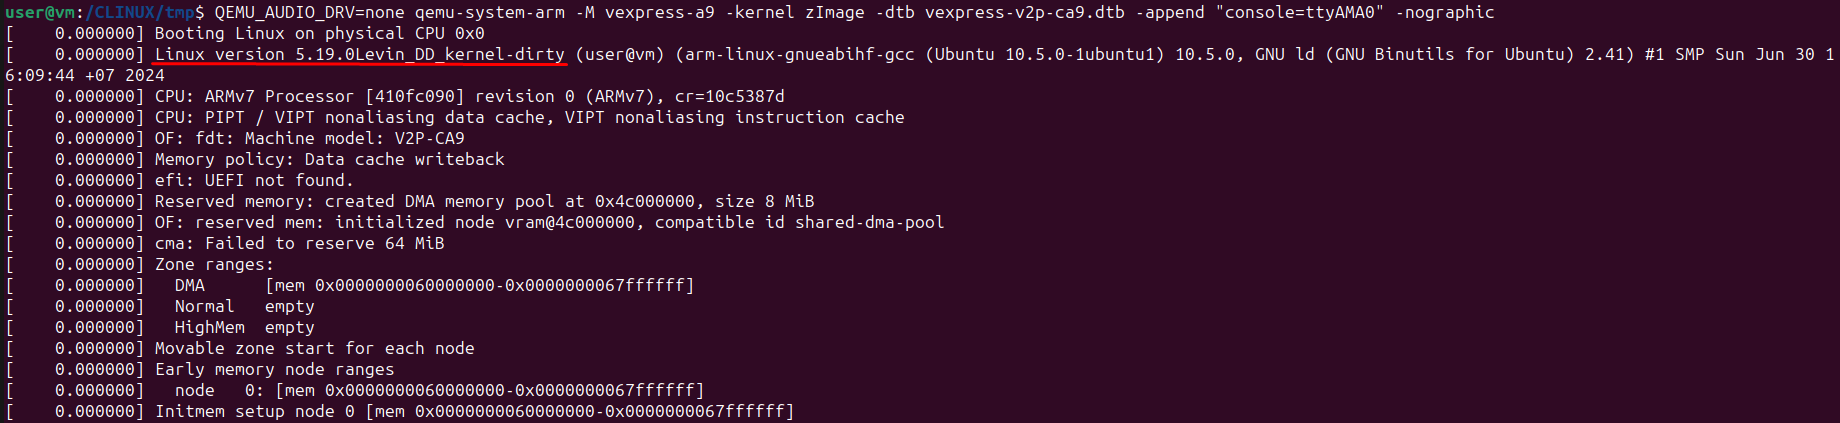 user@vm:/CLINUX/tmp$ QEMU_AUDIO_DRV=none qemu-system-arm -M vexpress-a9 -kernel zImage -dtb vexpress-v2p-ca9.dtb -append "console=ttyAMA0" -nographic
[    0.000000] Booting Linux on physical CPU 0x0
[    0.000000] Linux version 5.19.0Levin_DD_kernel-dirty (user@vm) (arm-linux-gnueabihf-gcc (Ubuntu 10.5.0-1ubuntu1) 10.5.0, GNU ld (GNU Binutils for Ubuntu) 2.41) #1 SMP Sun Jun 30 1
6:09:44 +07 2024
[    0.000000] CPU: ARMv7 Processor [410fc090] revision 0 (ARMv7), cr=10c5387d
[    0.000000] CPU: PIPT / VIPT nonaliasing data cache, VIPT nonaliasing instruction cache
[    0.000000] OF: fdt: Machine model: V2P-CA9
[    0.000000] Memory policy: Data cache writeback
[    0.000000] efi: UEFI not found.
[    0.000000] Reserved memory: created DMA memory pool at 0x4c000000, size 8 MiB
[    0.000000] OF: reserved mem: initialized node vram@4c000000, compatible id shared-dma-pool
[    0.000000] cma: Failed to reserve 64 MiB
[    0.000000] Zone ranges:
[    0.000000]   DMA      [mem 0x0000000060000000-0x0000000067ffffff]
[    0.000000]   Normal   empty
[    0.000000]   HighMem  empty
[    0.000000] Movable zone start for each node
[    0.000000] Early memory node ranges
[    0.000000]   node   0: [mem 0x0000000060000000-0x0000000067ffffff]
[    0.000000] Initmem setup node 0 [mem 0x0000000060000000-0x0000000067ffffff]